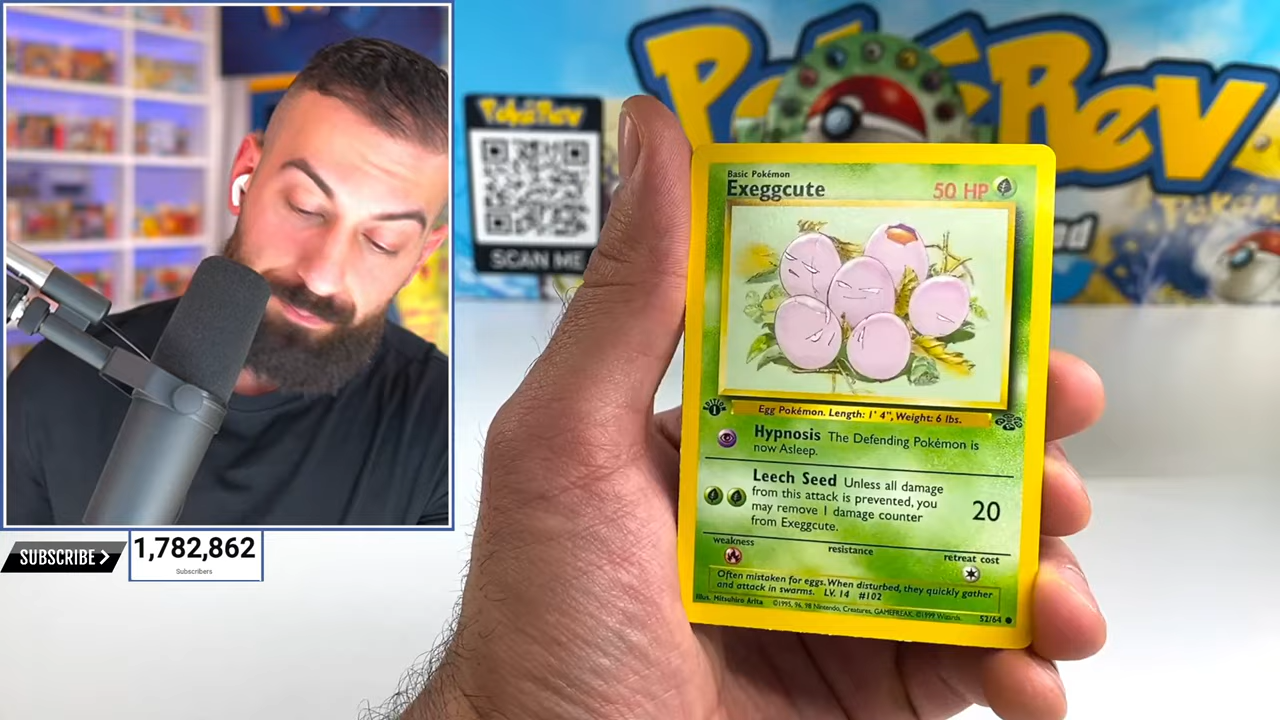 PokéRev
SCAN ME
PokéRev
Basic Pokémon
Exeggcute 50 HP
EDITION 1
Egg Pokémon. Length: 1' 4", Weight: 6 lbs.
Hypnosis The Defending Pokémon is
now Asleep.
Leech Seed Unless all damage
from this attack is prevented, you
may remove 1 damage counter
from Exeggcute.
20
weakness resistance retreat cost
Often mistaken for eggs. When disturbed, they quickly gather
and attack in swarms. LV. 14 #102
Illus. Mitsuhiro Arita ©1995, 96, 98 Nintendo, Creatures, GAMEFREAK. ©1999 Wizards. 52/64
SUBSCRIBE
1,782,862
Subscribers